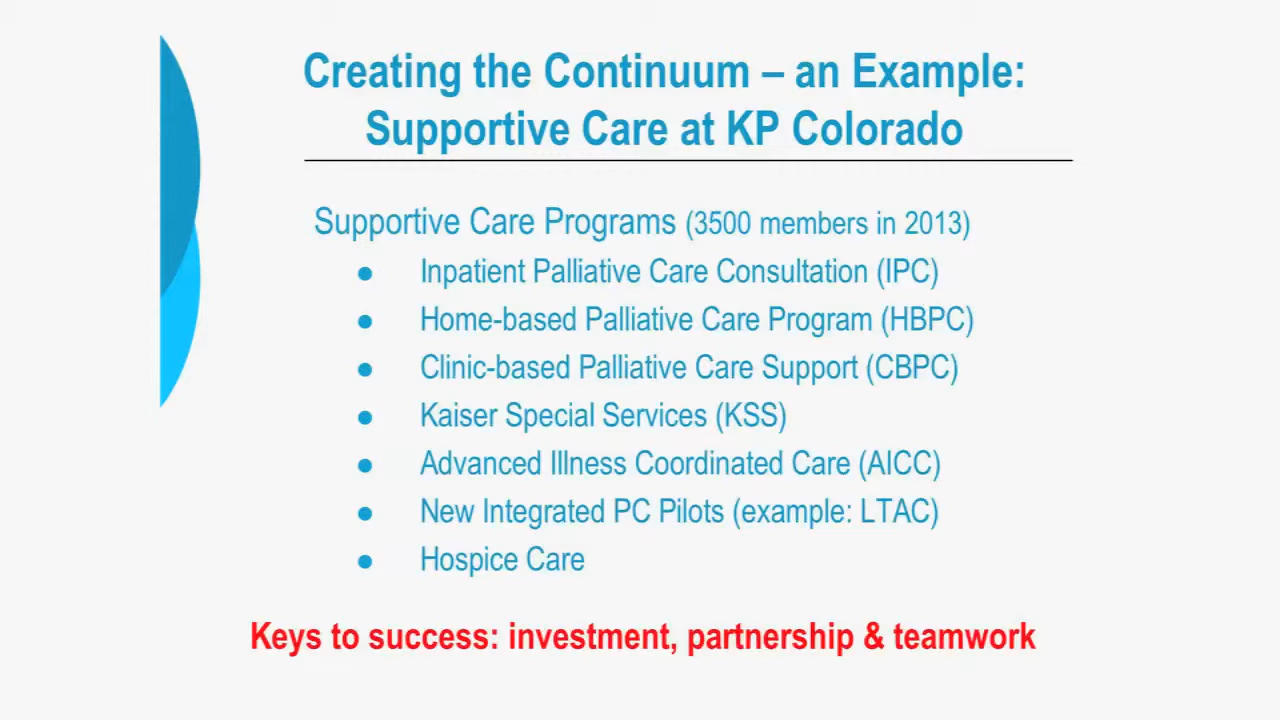 Creating the Continuum – an Example:
Supportive Care at KP Colorado
Supportive Care Programs (3500 members in 2013)
● Inpatient Palliative Care Consultation (IPC)
● Home-based Palliative Care Program (HBPC)
● Clinic-based Palliative Care Support (CBPC)
● Kaiser Special Services (KSS)
● Advanced Illness Coordinated Care (AICC)
● New Integrated PC Pilots (example: LTAC)
● Hospice Care
Keys to success: investment, partnership & teamwork